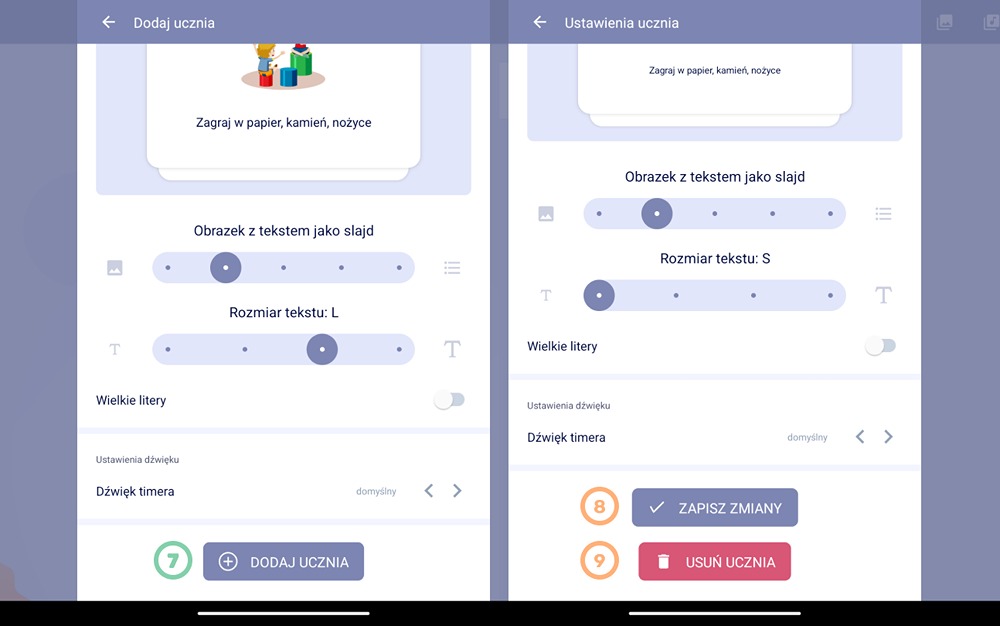 Dodaj ucznia
Zagraj w papier, kamień, nożyce
Obrazek z tekstem jako slajd
Rozmiar tekstu: L
T
T
Wielkie litery
Ustawienia dźwięku
Dźwięk timera
domyślny
7
DODAJ UCZNIA
Ustawienia ucznia
Zagraj w papier, kamień, nożyce
Obrazek z tekstem jako slajd
Rozmiar tekstu: S
T
T
Wielkie litery
Ustawienia dźwięku
Dźwięk timera
domyślny
8
ZAPISZ ZMIANY
9
USUŃ UCZNIA